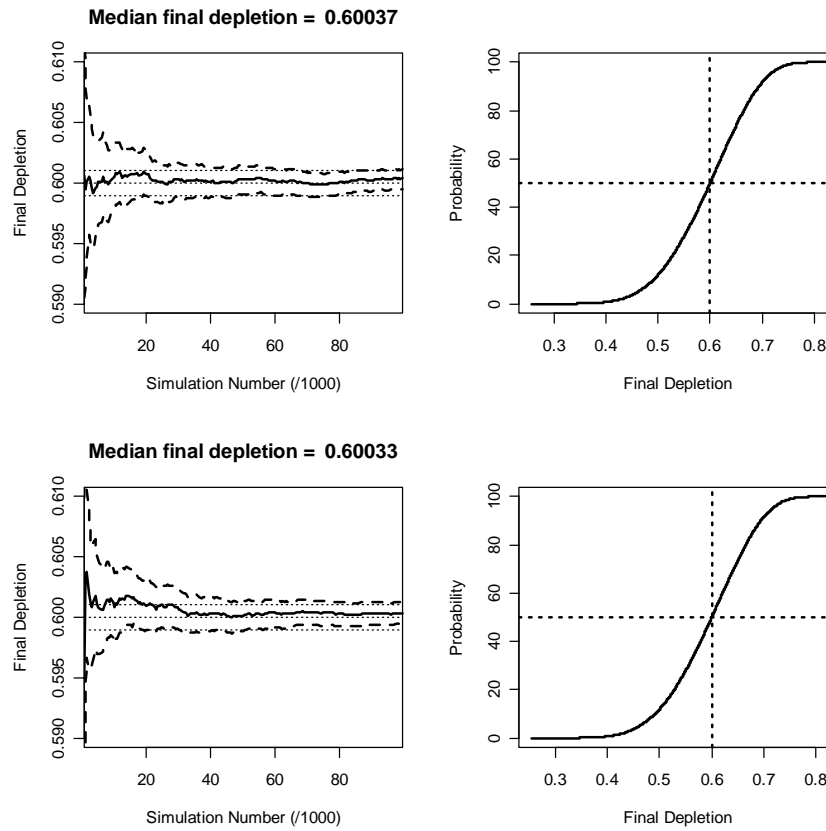 Median final depletion = 0.60037
0.610
0.605
0.600
0.595
0.590
Final Depletion
20 40 60 80
Simulation Number (/1000)
100
80
60
40
20
0
Probability
0.3 0.4 0.5 0.6 0.7 0.8
Final Depletion
Median final depletion = 0.60033
0.610
0.605
0.600
0.595
0.590
Final Depletion
20 40 60 80
Simulation Number (/1000)
100
80
60
40
20
0
Probability
0.3 0.4 0.5 0.6 0.7 0.8
Final Depletion